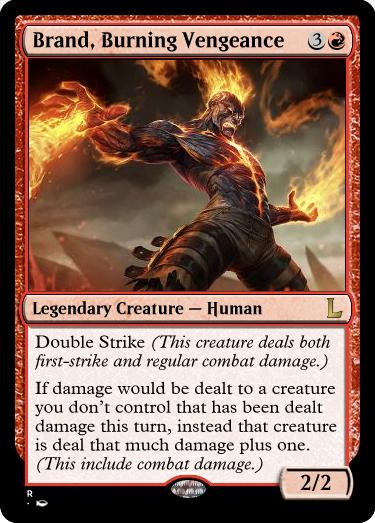 Brand, Burning Vengeance 3
Legendary Creature — Human L
Double Strike (This creature deals both
first-strike and regular combat damage.)
If damage would be dealt to a creature
you don't control that has been dealt
damage this turn, instead that creature
is deal that much damage plus one.
(This include combat damage.)
2/2
R